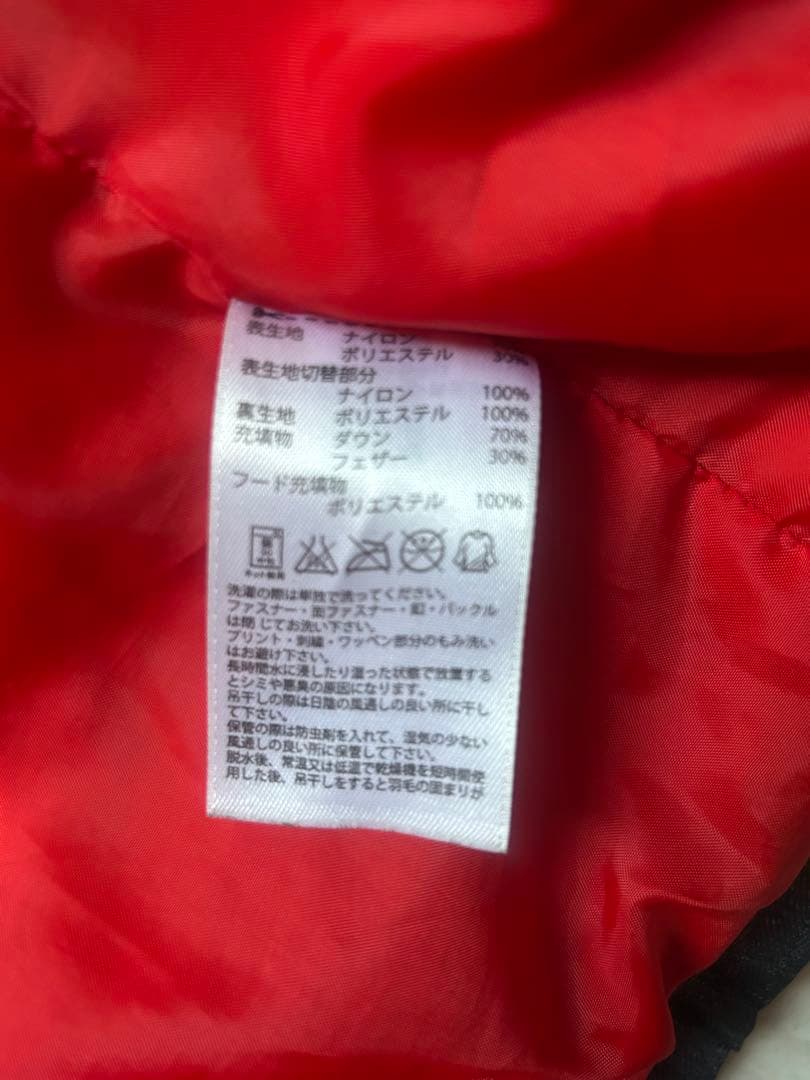 表生地 ナイロン
ポリエステル 30%
表生地切替部分
ナイロン 100%
裏生地 ポリエステル 100%
充填物 ダウン 70%
フェザー 30%
フード充填物
ポリエステル 100%
洗濯の際は単独で洗ってください。
ファスナー・面ファスナー・釦・バックル
は閉じてお洗い下さい。
プリント・刺繍・ワッペン部分のもみ洗い
はお避け下さい。
長時間水に浸したり湿った状態で放置する
とシミや悪臭の原因になります。
吊干しの際は日陰の風通しの良い所に干し
て下さい。
保管の際は防虫剤を入れて、湿気の少ない
風通しの良い所に保管して下さい。
脱水後、常温又は低温で乾燥機を短時間使
用した後、吊干しをすると羽毛の固まりが